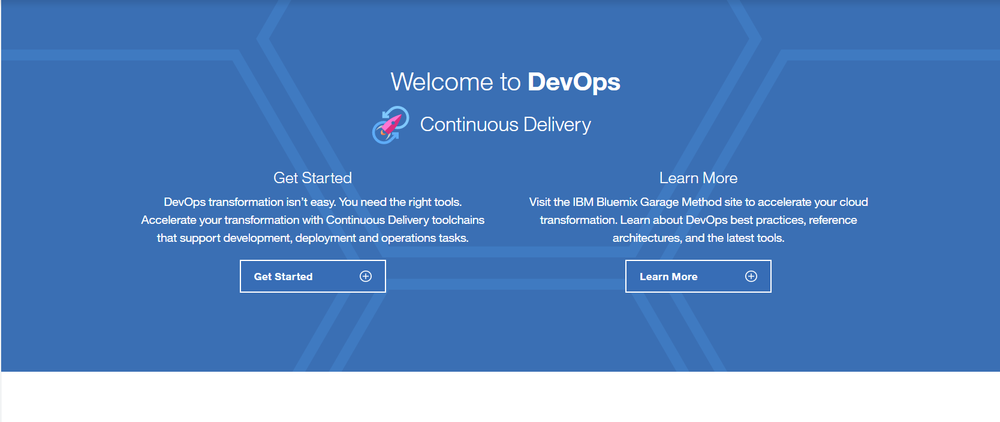 Welcome to DevOps
Continuous Delivery
Get Started
DevOps transformation isn’t easy. You need the right tools.
Accelerate your transformation with Continuous Delivery toolchains
that support development, deployment and operations tasks.
Get Started
Learn More
Visit the IBM Bluemix Garage Method site to accelerate your cloud
transformation. Learn about DevOps best practices, reference
architectures, and the latest tools.
Learn More